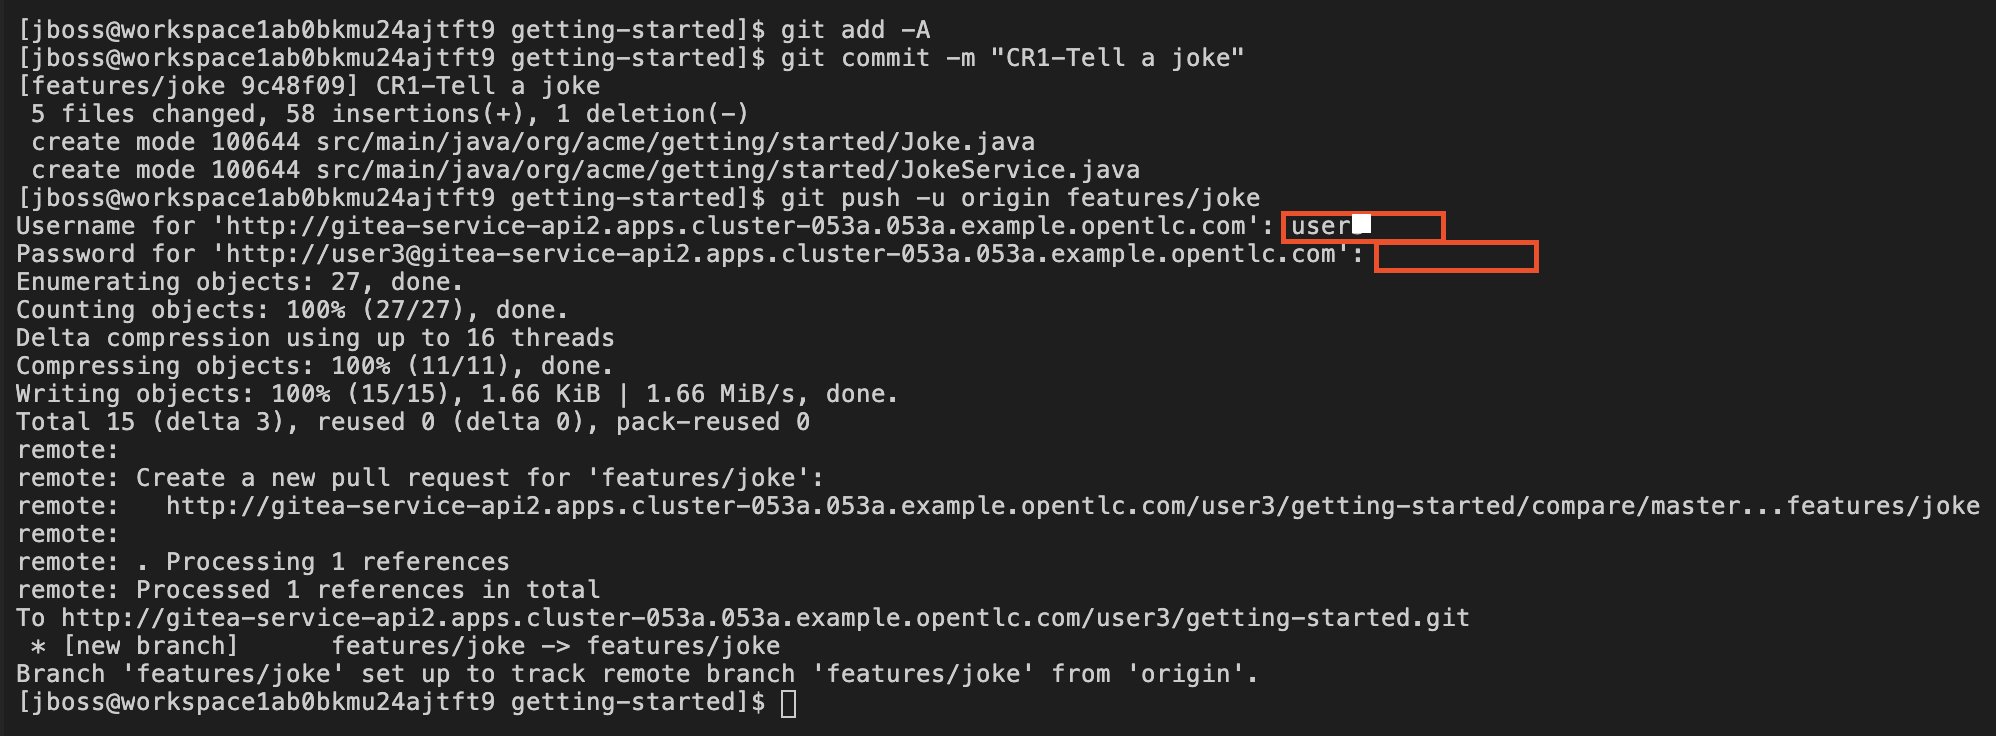 [jboss@workspace1ab0bkmu24ajtft9 getting-started]$ git add -A
[jboss@workspace1ab0bkmu24ajtft9 getting-started]$ git commit -m "CR1-Tell a joke"
[features/joke 9c48f09] CR1-Tell a joke
 5 files changed, 58 insertions(+), 1 deletion(-)
 create mode 100644 src/main/java/org/acme/getting/started/Joke.java
 create mode 100644 src/main/java/org/acme/getting/started/JokeService.java
[jboss@workspace1ab0bkmu24ajtft9 getting-started]$ git push -u origin features/joke
Username for 'http://gitea-service-api2.apps.cluster-053a.053a.example.opentlc.com': user
Password for 'http://user3@gitea-service-api2.apps.cluster-053a.053a.example.opentlc.com':
Enumerating objects: 27, done.
Counting objects: 100% (27/27), done.
Delta compression using up to 16 threads
Compressing objects: 100% (11/11), done.
Writing objects: 100% (15/15), 1.66 KiB | 1.66 MiB/s, done.
Total 15 (delta 3), reused 0 (delta 0), pack-reused 0
remote:
remote: Create a new pull request for 'features/joke':
remote:   http://gitea-service-api2.apps.cluster-053a.053a.example.opentlc.com/user3/getting-started/compare/master...features/joke
remote:
remote: . Processing 1 references
remote: Processed 1 references in total
To http://gitea-service-api2.apps.cluster-053a.053a.example.opentlc.com/user3/getting-started.git
 * [new branch]      features/joke -> features/joke
Branch 'features/joke' set up to track remote branch 'features/joke' from 'origin'.
[jboss@workspace1ab0bkmu24ajtft9 getting-started]$